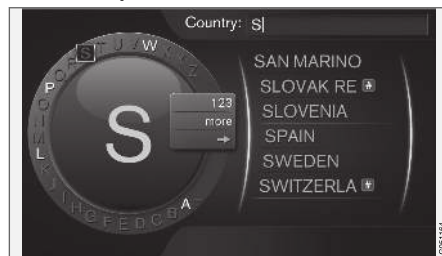 Country: S
SAN MARINO
SLOVAK RE #
SLOVENIA
SPAIN
SWEDEN
SWITZERLA #
123
more
→
S
S
T U V W X Y Z
P
L
A
H G F E D C B